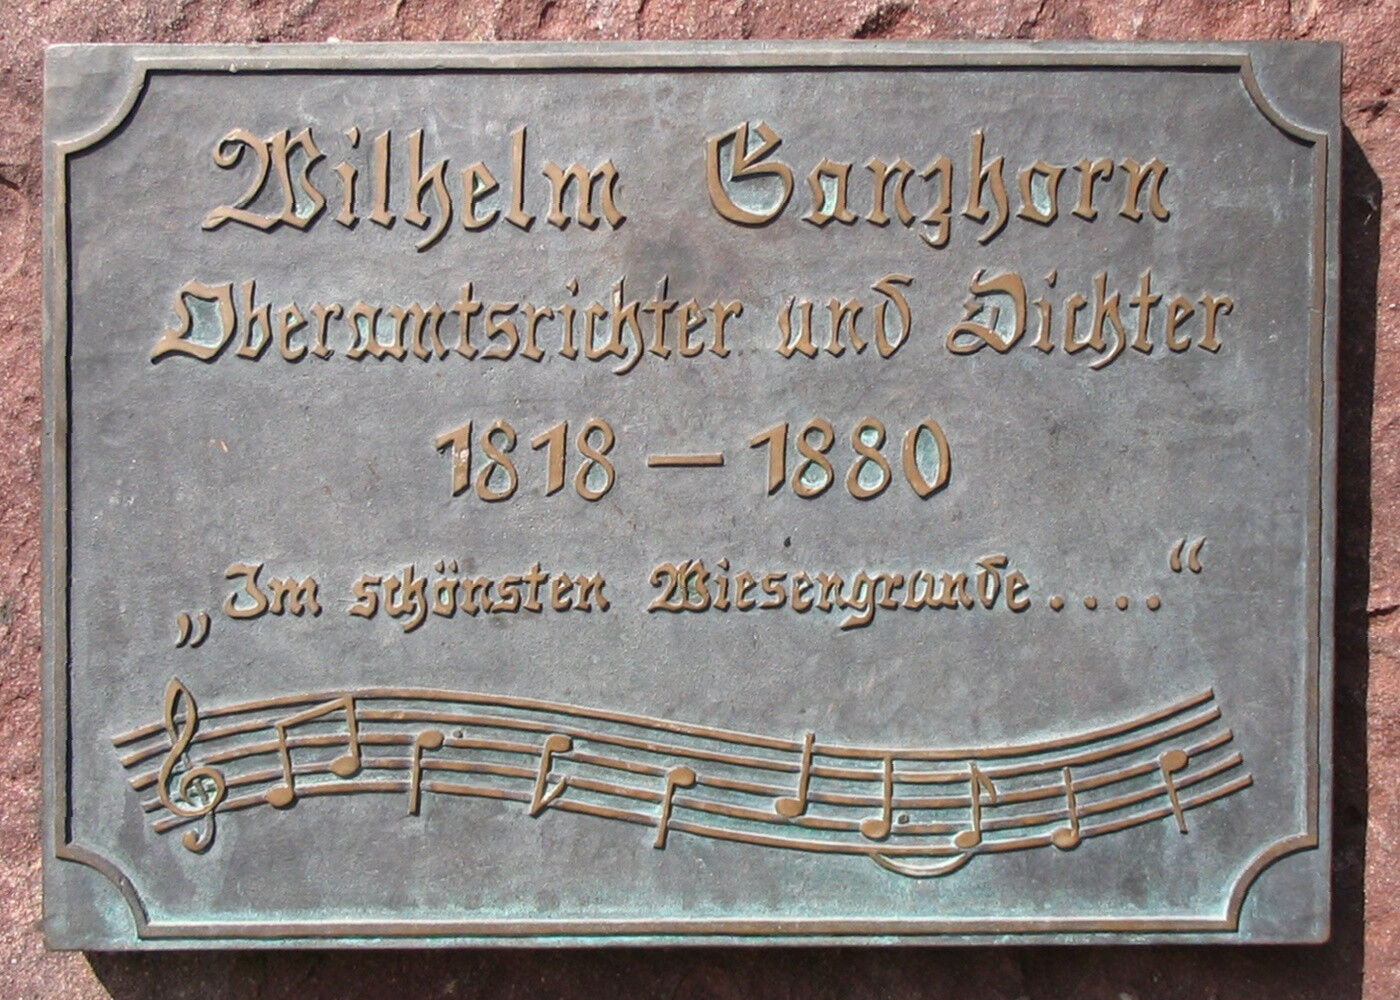 Wilhelm Ganzhorn
Oberamtsrichter und Dichter
1818 – 1880
„Im schönsten Wiesengrunde....“